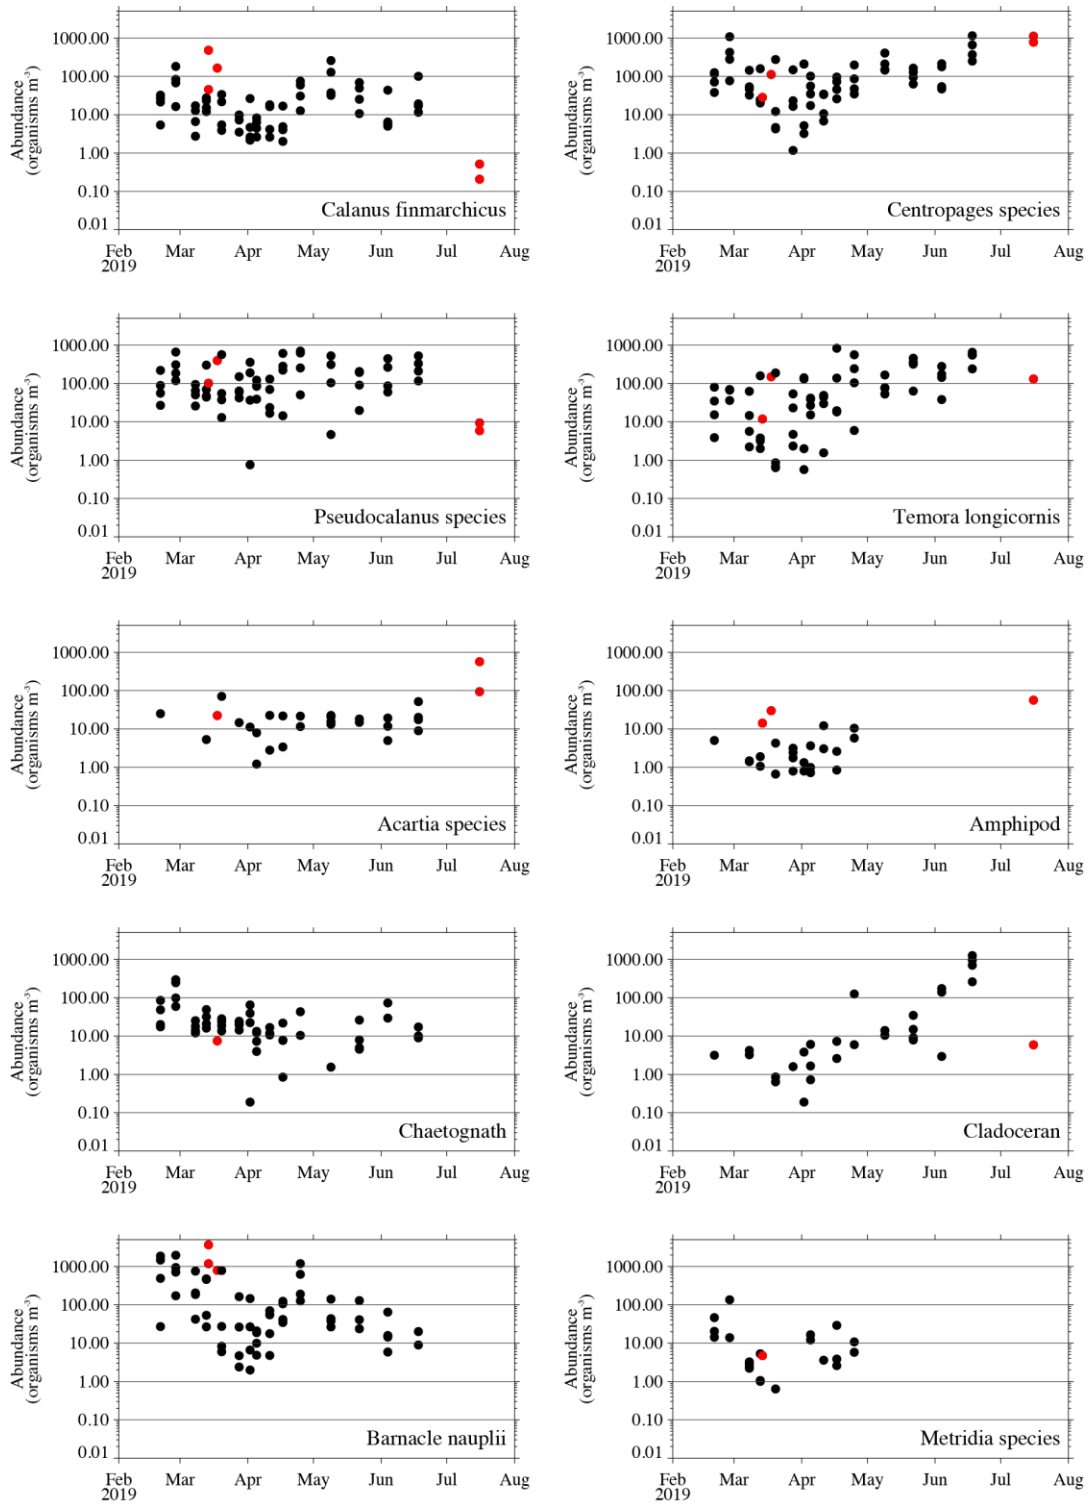 Abundance
(organisms m⁻³)
1000.00
100.00
10.00
1.00
0.10
0.01
Calanus finmarchicus
Feb Mar Apr May Jun Jul Aug
2019
Abundance
(organisms m⁻³)
1000.00
100.00
10.00
1.00
0.10
0.01
Centropages species
Feb Mar Apr May Jun Jul Aug
2019
Abundance
(organisms m⁻³)
1000.00
100.00
10.00
1.00
0.10
0.01
Pseudocalanus species
Feb Mar Apr May Jun Jul Aug
2019
Abundance
(organisms m⁻³)
1000.00
100.00
10.00
1.00
0.10
0.01
Temora longicornis
Feb Mar Apr May Jun Jul Aug
2019
Abundance
(organisms m⁻³)
1000.00
100.00
10.00
1.00
0.10
0.01
Acartia species
Feb Mar Apr May Jun Jul Aug
2019
Abundance
(organisms m⁻³)
1000.00
100.00
10.00
1.00
0.10
0.01
Amphipod
Feb Mar Apr May Jun Jul Aug
2019
Abundance
(organisms m⁻³)
1000.00
100.00
10.00
1.00
0.10
0.01
Chaetognath
Feb Mar Apr May Jun Jul Aug
2019
Abundance
(organisms m⁻³)
1000.00
100.00
10.00
1.00
0.10
0.01
Cladoceran
Feb Mar Apr May Jun Jul Aug
2019
Abundance
(organisms m⁻³)
1000.00
100.00
10.00
1.00
0.10
0.01
Barnacle nauplii
Feb Mar Apr May Jun Jul Aug
2019
Abundance
(organisms m⁻³)
1000.00
100.00
10.00
1.00
0.10
0.01
Metridia species
Feb Mar Apr May Jun Jul Aug
2019